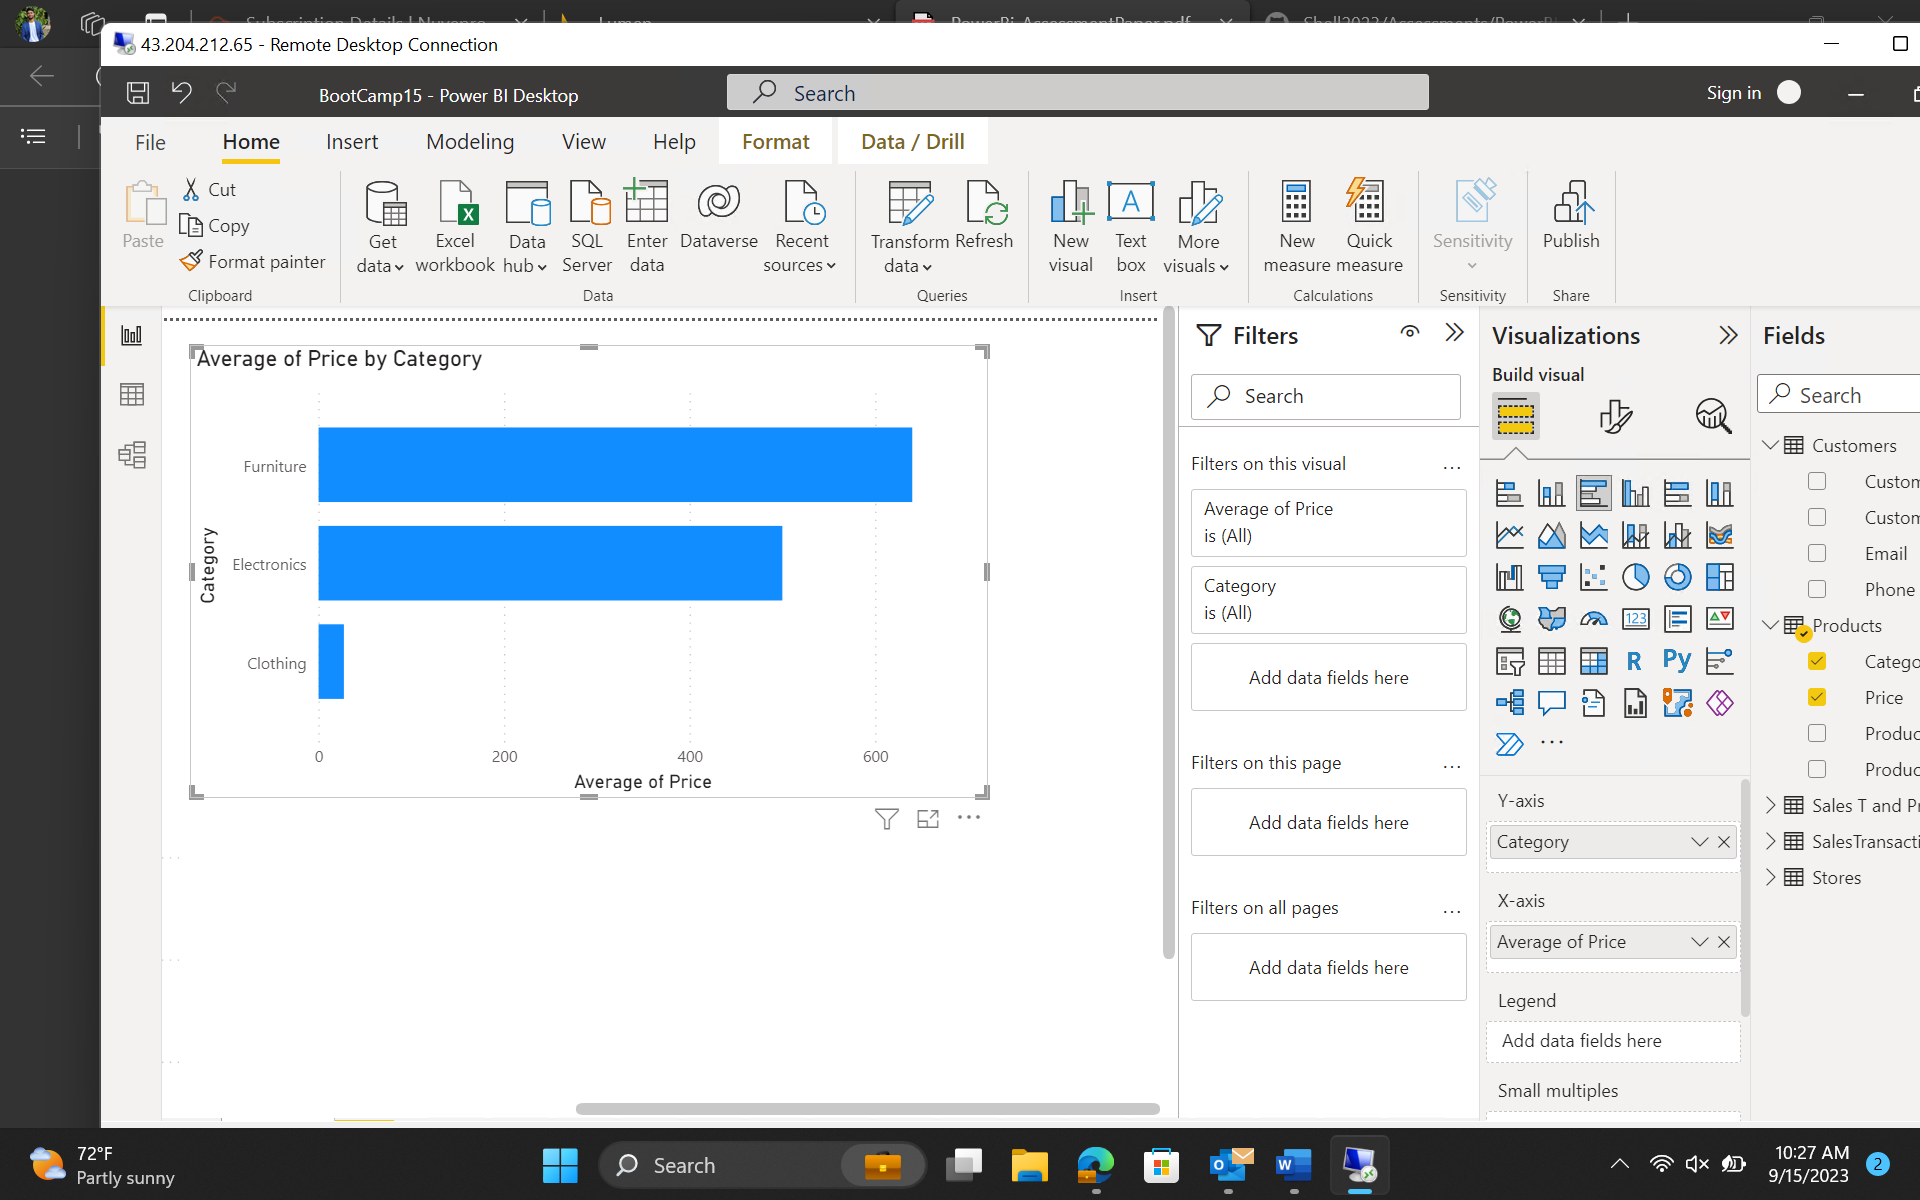 Subscription Details | Nuvepro
Lumen
PowerBi AssessmentPaper.pdf
43.204.212.65 - Remote Desktop Connection
BootCamp15 - Power BI Desktop
Search
Sign in
File
Home
Insert
Modeling
View
Help
Format
Data / Drill
Paste
Cut
Copy
Format painter
Clipboard
Get data
Excel workbook
Data hub
SQL Server
Enter data
Dataverse
Recent sources
Data
Transform data
Refresh
Queries
New visual
Text box
More visuals
Insert
New measure
Quick measure
Calculations
Sensitivity
Sensitivity
Publish
Share
Average of Price by Category
Category
Furniture
Electronics
Clothing
0
200
400
600
Average of Price
Filters
Search
Filters on this visual
Average of Price
is (All)
Category
is (All)
Add data fields here
Filters on this page
Add data fields here
Filters on all pages
Add data fields here
Visualizations
Build visual
123
R
Py
Y-axis
Category
X-axis
Average of Price
Legend
Add data fields here
Small multiples
Fields
Search
Customers
Custom
Custom
Email
Phone
Products
Catego
Price
Produc
Produc
Sales T and Pr
SalesTransacti
Stores
72°F
Partly sunny
Search
10:27 AM
9/15/2023
2